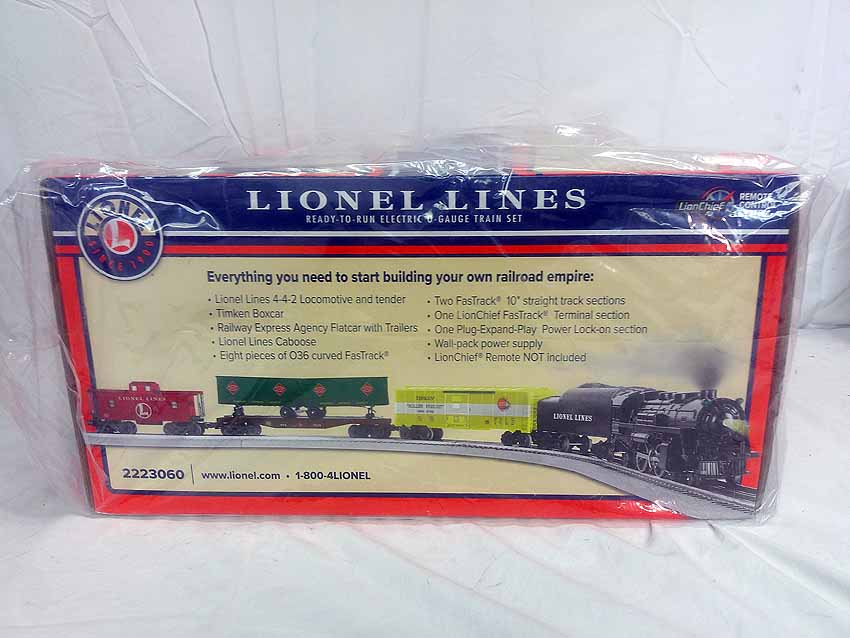 LIONEL LINES
READY-TO-RUN ELECTRIC O-GAUGE TRAIN SET
LIONEL
L
SINCE 1900
LionChief
REMOTE
CONTROL
Everything you need to start building your own railroad empire:
• Lionel Lines 4-4-2 Locomotive and tender
• Timken Boxcar
• Railway Express Agency Flatcar with Trailers
• Lionel Lines Caboose
• Eight pieces of O36 curved FasTrack®
• Two FasTrack® 10" straight track sections
• One LionChief FasTrack® Terminal section
• One Plug-Expand-Play Power Lock-on section
• Wall-pack power supply
• LionChief® Remote NOT Included
LIONEL LINES
L
LIONEL LINES
2223060
www.lionel.com • 1-800-4LIONEL